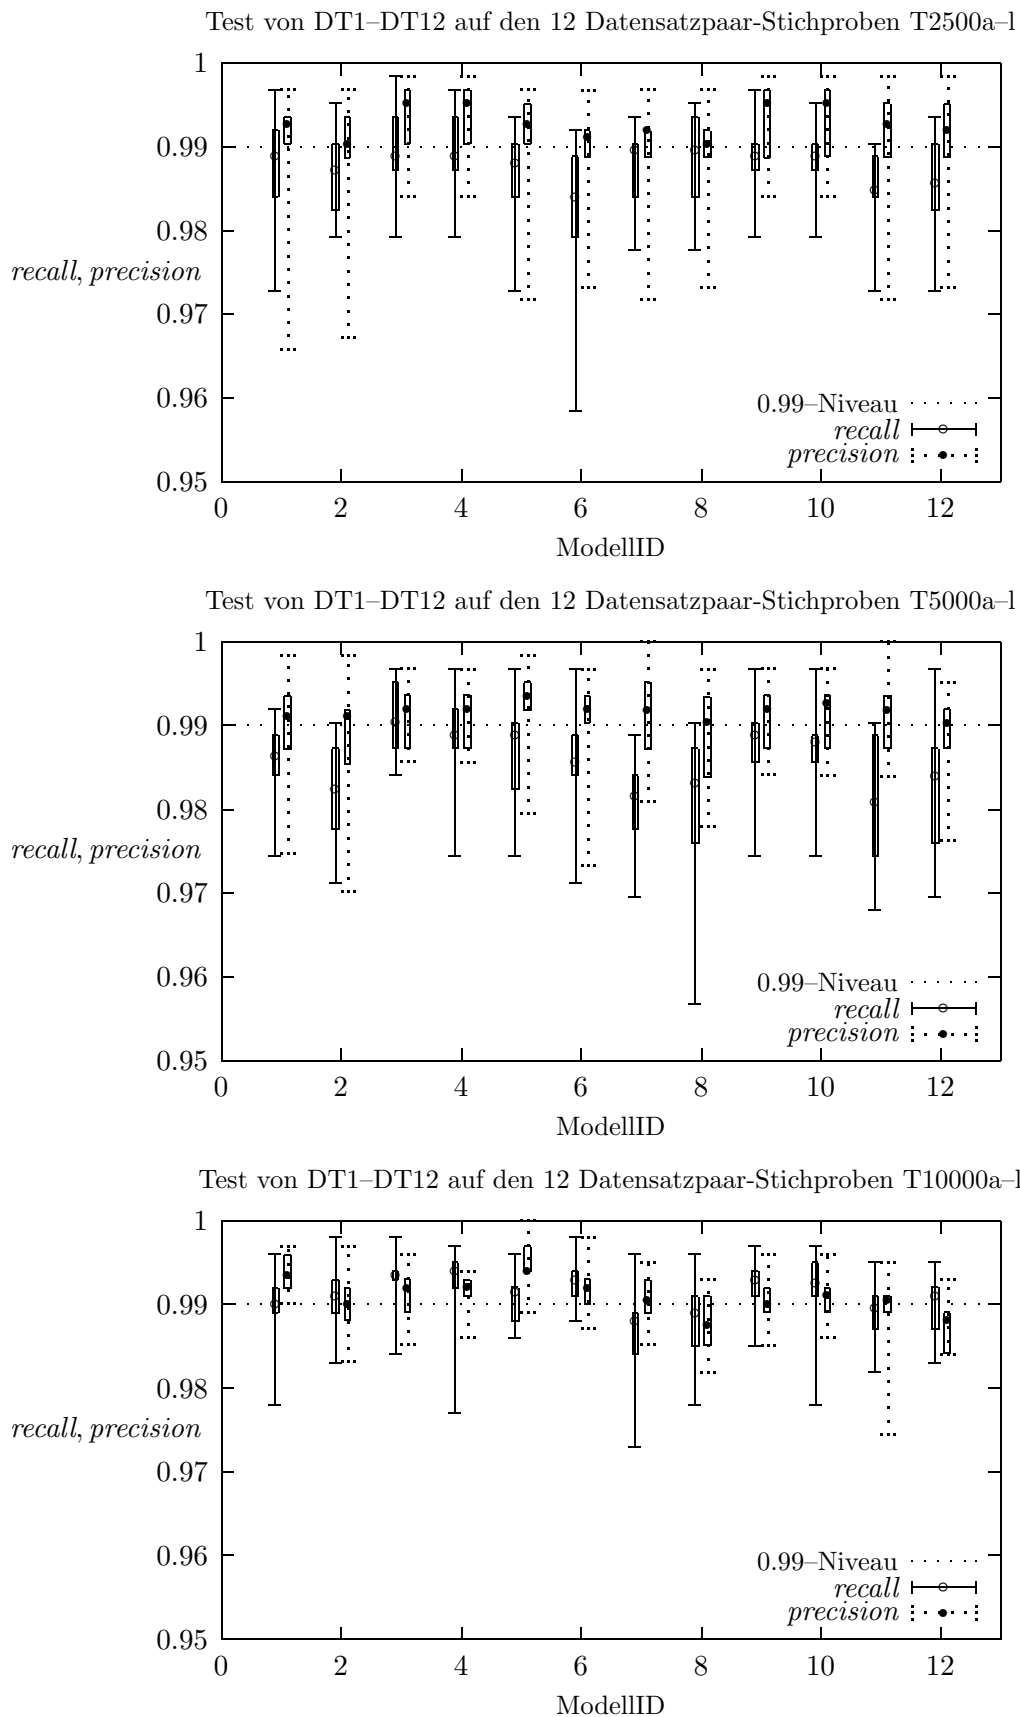 Test von DT1–DT12 auf den 12 Datensatzpaar-Stichproben T2500a–l
1
0.99
0.98
recall, precision
0.97
0.96
0.95
0.99–Niveau
recall
precision
0 2 4 6 8 10 12
ModellID
Test von DT1–DT12 auf den 12 Datensatzpaar-Stichproben T5000a–l
1
0.99
0.98
recall, precision
0.97
0.96
0.95
0.99–Niveau
recall
precision
0 2 4 6 8 10 12
ModellID
Test von DT1–DT12 auf den 12 Datensatzpaar-Stichproben T10000a–l
1
0.99
0.98
recall, precision
0.97
0.96
0.95
0.99–Niveau
recall
precision
0 2 4 6 8 10 12
ModellID